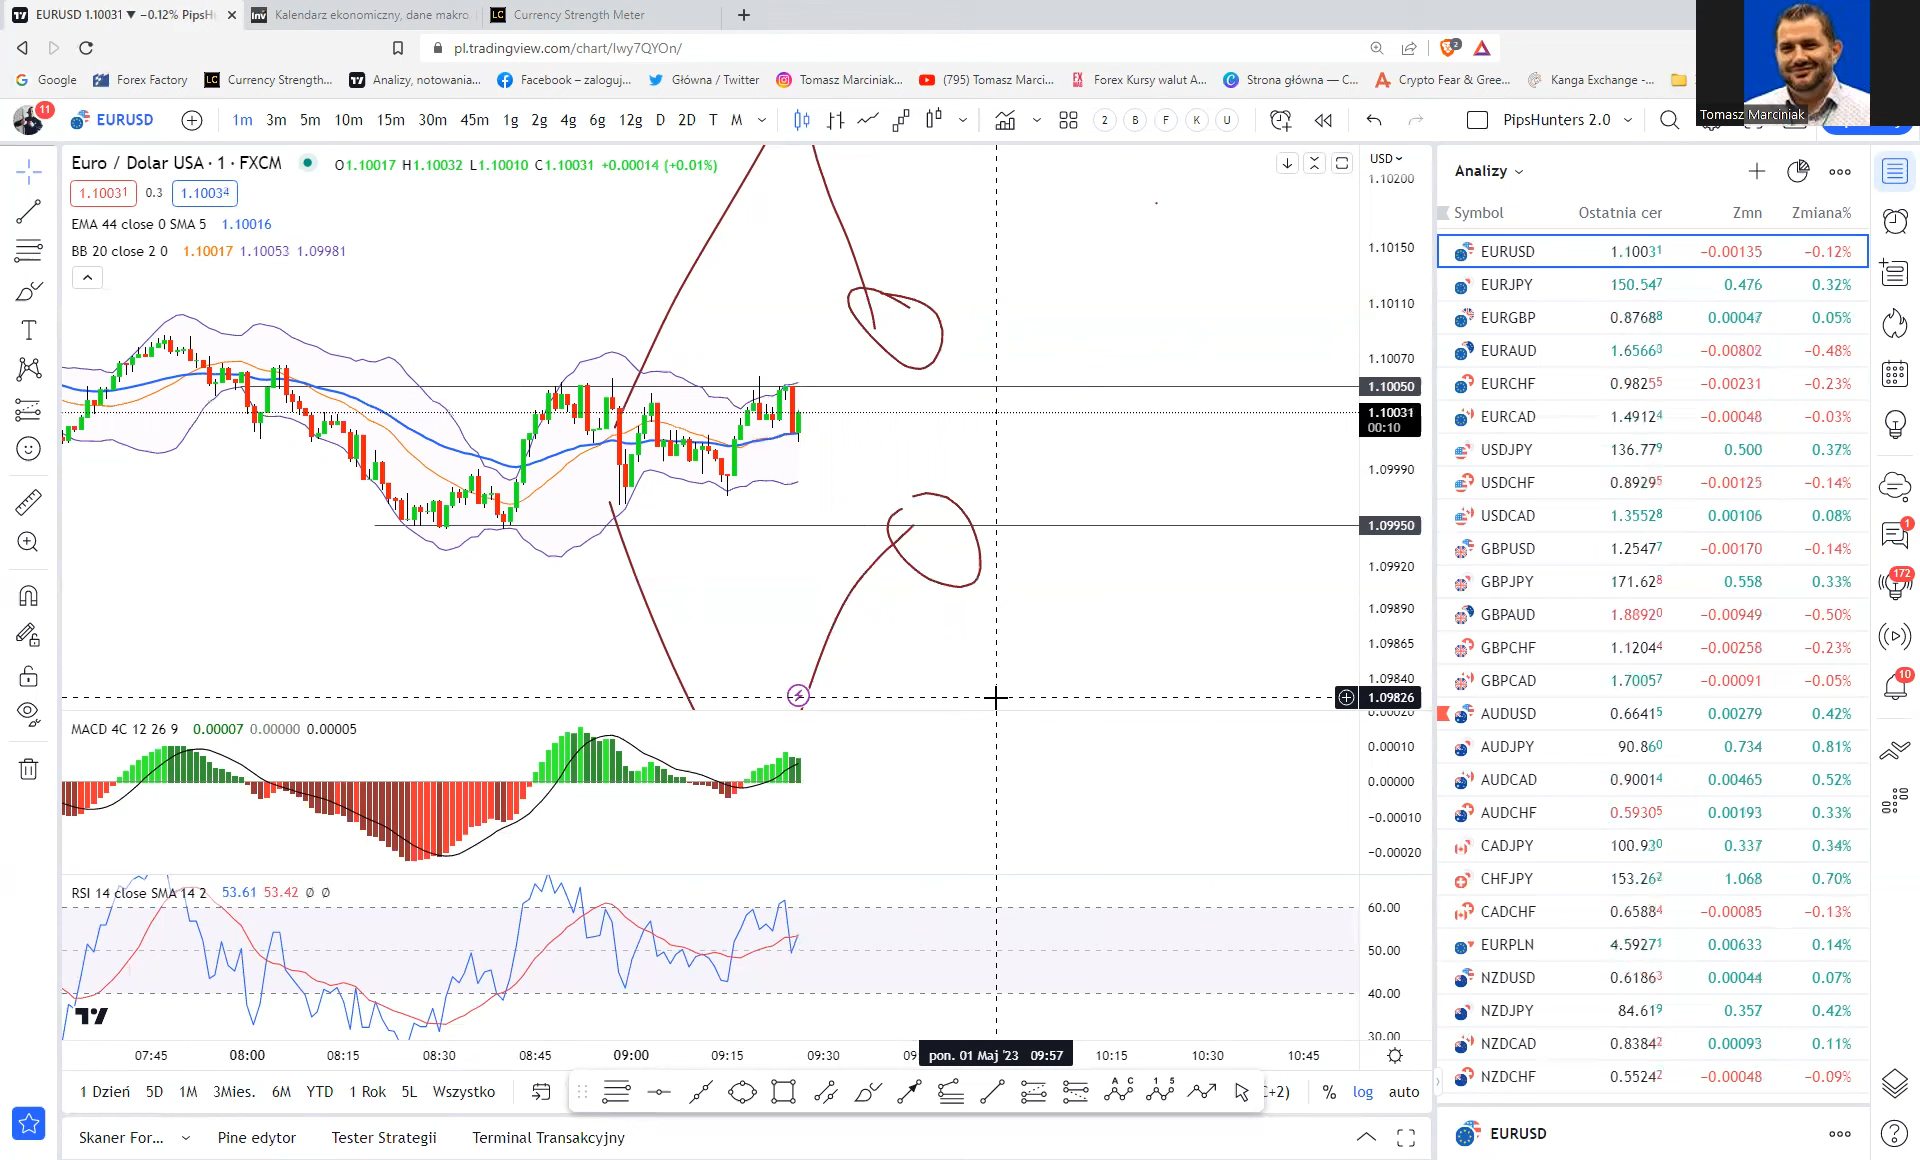 EURUSD 1.10031 ▼ −0.12% PipsH
Kalendarz ekonomiczny, dane makro.
Currency Strength Meter
pl.tradingview.com/chart/Iwy7QYOn/
Google
Forex Factory
Currency Strength...
Analizy, notowania...
Facebook – zaloguj...
Główna / Twitter
Tomasz Marciniak...
(795) Tomasz Marci...
Forex Kursy walut A...
Strona główna — C...
Crypto Fear & Gree...
Kanga Exchange -...
Tomasz Marciniak
11
EURUSD
1m 3m 5m 10m 15m 30m 45m 1g 2g 4g 6g 12g D 2D T M
2 B F K U
PipsHunters 2.0
Euro / Dolar USA · 1 · FXCM
O1.10017 H1.10032 L1.10010 C1.10031 +0.00014 (+0.01%)
1.10031 0.3 1.10034
EMA 44 close 0 SMA 5 1.10016
BB 20 close 2 0 1.10017 1.10053 1.09981
USD
1.10200
1.10150
1.10110
1.10070
1.10050
1.10031
00:10
1.09990
1.09950
1.09920
1.09890
1.09865
1.09840
1.09826
MACD 4C 12 26 9 0.00007 0.00000 0.00005
0.00020
0.00010
0.00000
−0.00010
−0.00020
RSI 14 close SMA 14 2 53.61 53.42 Ø Ø
60.00
50.00
40.00
30.00
07:45 08:00 08:15 08:30 08:45 09:00 09:15 09:30 pon. 01 Maj '23 09:57 10:15 10:30 10:45
1 Dzień 5D 1M 3Mies. 6M YTD 1 Rok 5L Wszystko
+2) % log auto
Skaner For... Pine edytor Tester Strategii Terminal Transakcyjny
Analizy
Symbol Ostatnia cer Zmn Zmiana%
EURUSD 1.10031 −0.00135 −0.12%
EURJPY 150.547 0.476 0.32%
EURGBP 0.87688 0.00047 0.05%
EURAUD 1.65660 −0.00802 −0.48%
EURCHF 0.98255 −0.00231 −0.23%
EURCAD 1.49124 −0.00048 −0.03%
USDJPY 136.779 0.500 0.37%
USDCHF 0.89295 −0.00125 −0.14%
USDCAD 1.35528 0.00106 0.08%
GBPUSD 1.25477 −0.00170 −0.14%
GBPJPY 171.628 0.558 0.33%
GBPAUD 1.88920 −0.00949 −0.50%
GBPCHF 1.12044 −0.00258 −0.23%
GBPCAD 1.70057 −0.00091 −0.05%
AUDUSD 0.66415 0.00279 0.42%
AUDJPY 90.860 0.734 0.81%
AUDCAD 0.90014 0.00465 0.52%
AUDCHF 0.59305 0.00193 0.33%
CADJPY 100.930 0.337 0.34%
CHFJPY 153.262 1.068 0.70%
CADCHF 0.65884 −0.00085 −0.13%
EURPLN 4.59271 0.00633 0.14%
NZDUSD 0.61863 0.00044 0.07%
NZDJPY 84.619 0.357 0.42%
NZDCAD 0.83842 0.00093 0.11%
NZDCHF 0.55242 −0.00048 −0.09%
EURUSD
1
172
10